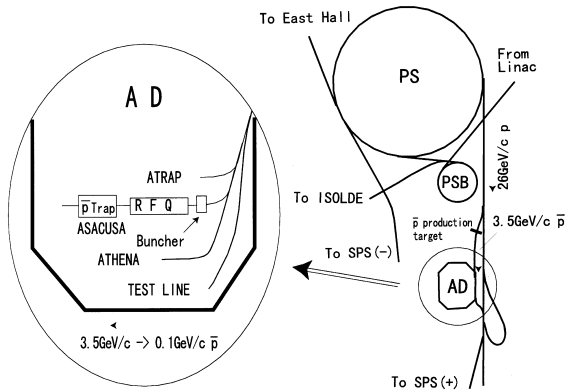 To East Hall
PS
From
Linac
AD
26GeV/c p
PSB
ATRAP
p̅ Trap
RFQ
ASACUSA
Buncher
ATHENA
TEST LINE
3.5GeV/c -> 0.1GeV/c p̅
To ISOLDE
p̅ production
target
3.5GeV/c p̅
To SPS(-)
AD
To SPS(+)